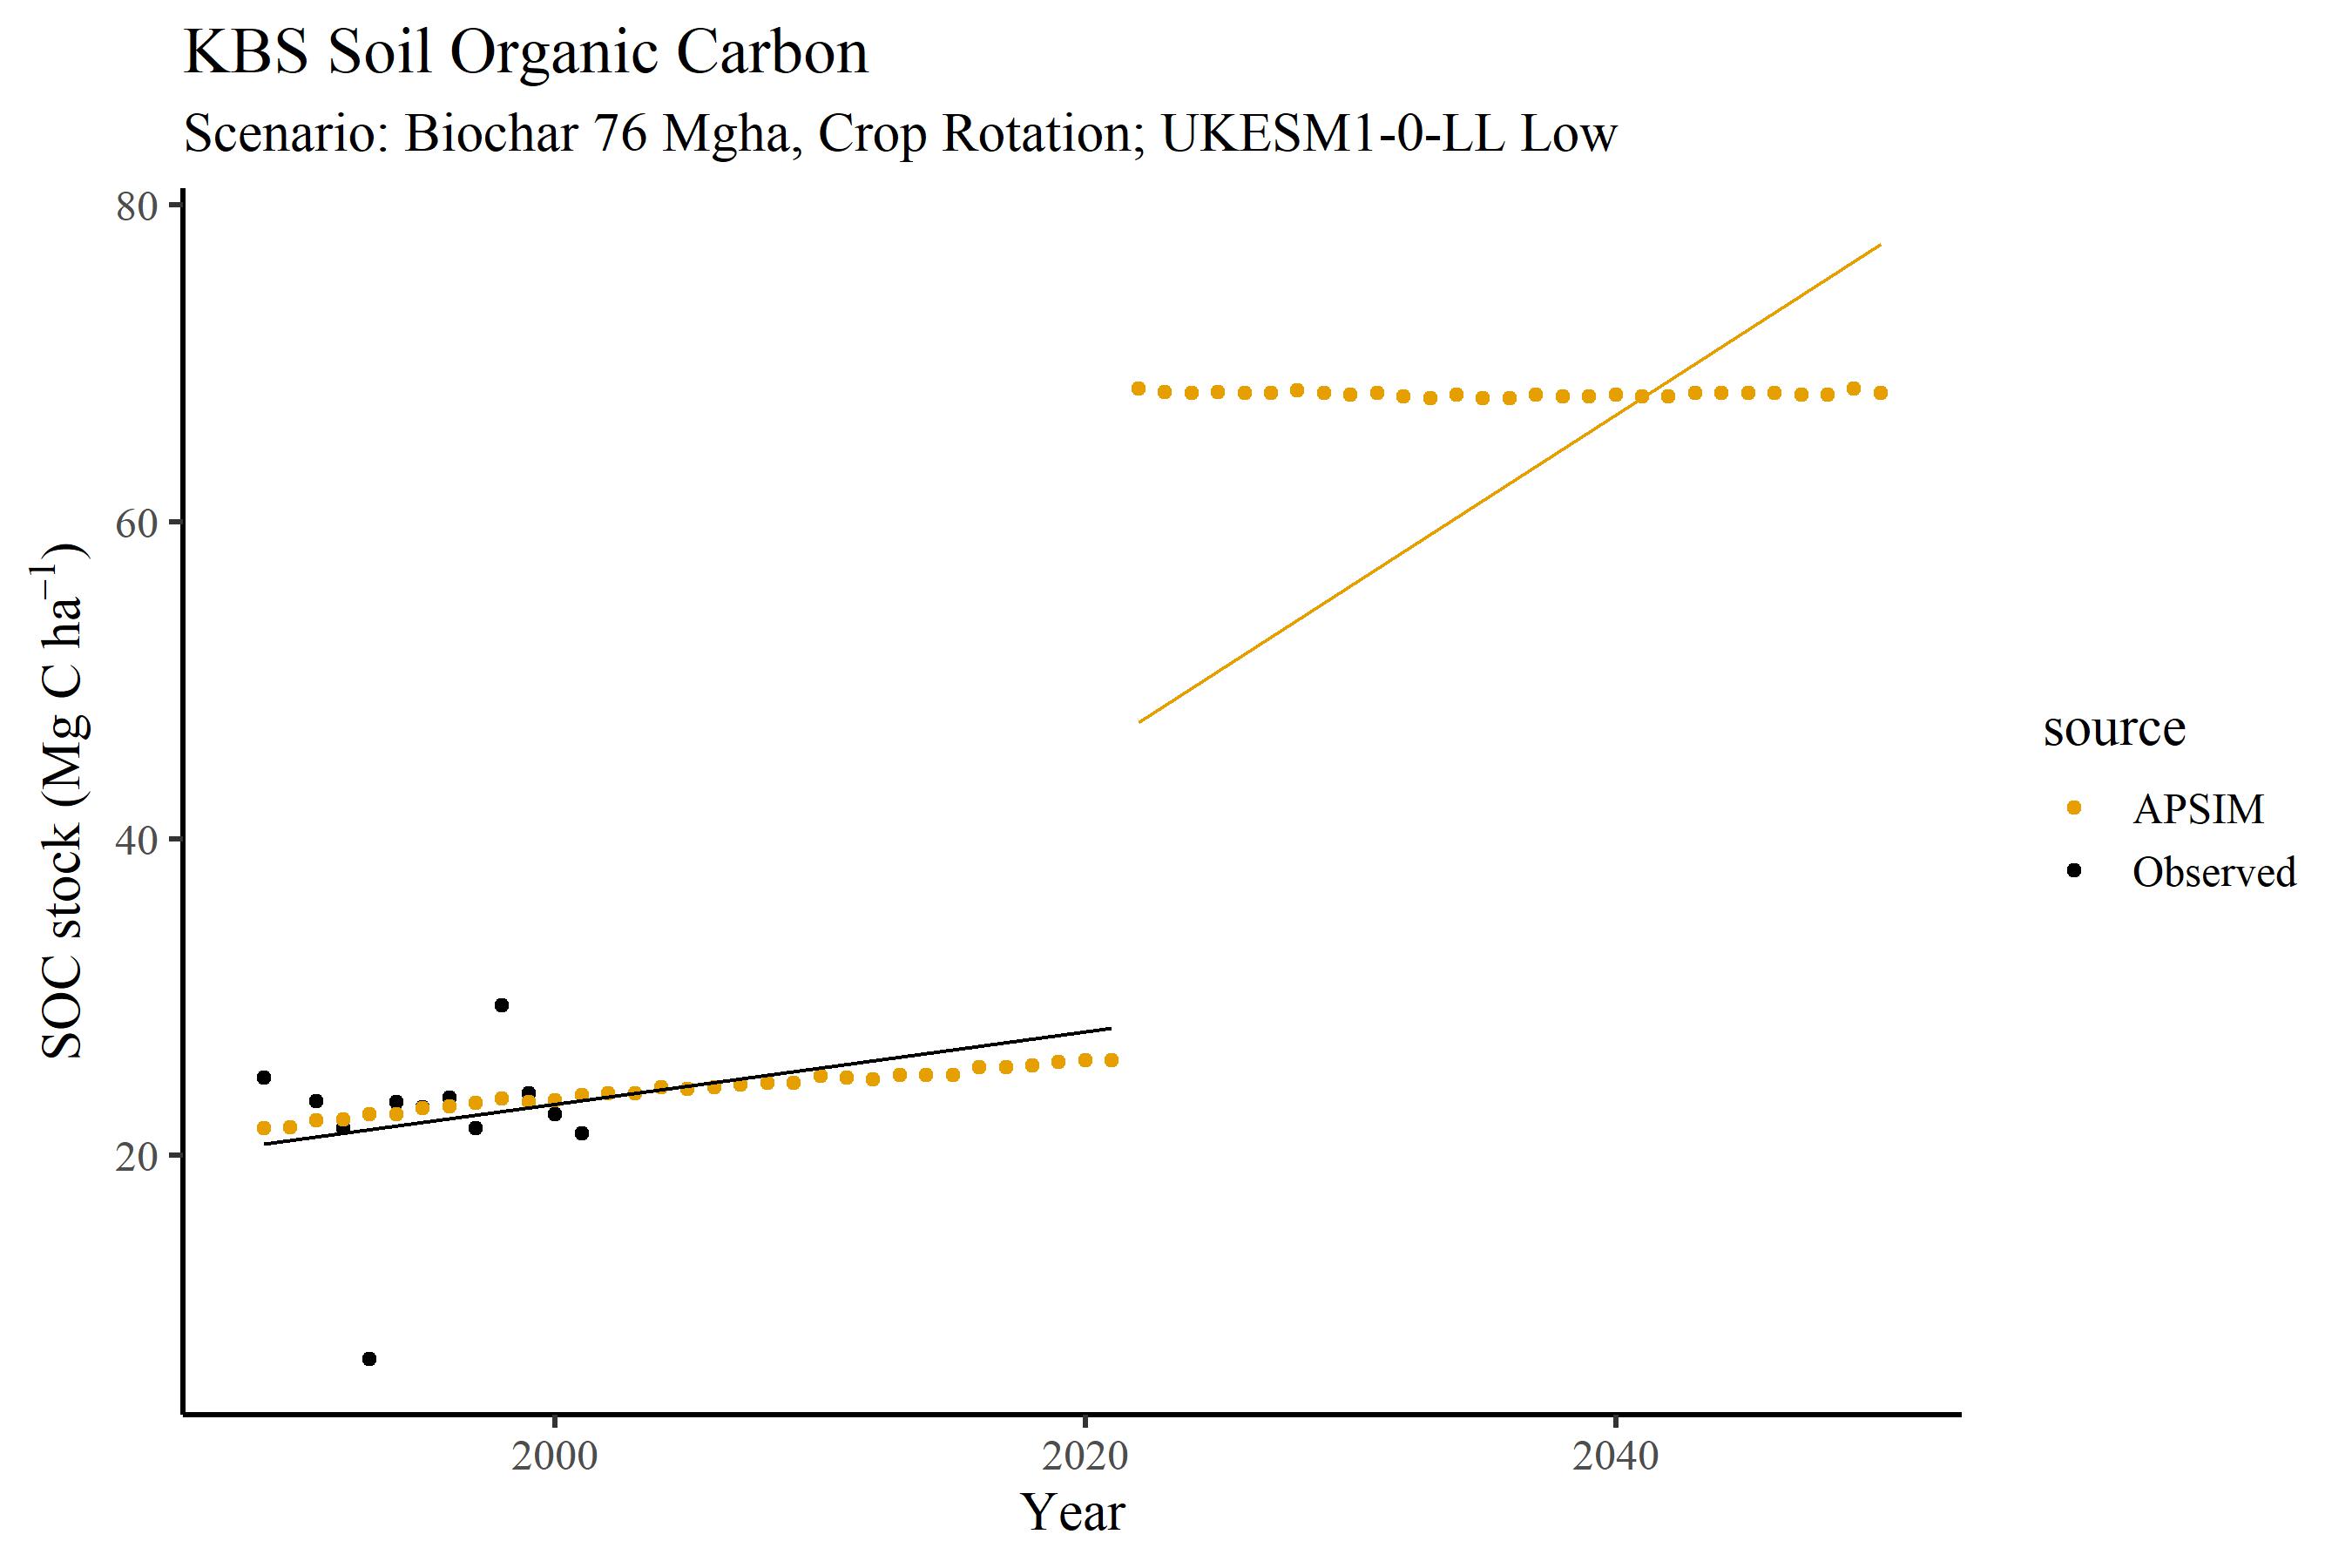 KBS Soil Organic Carbon
Scenario: Biochar 76 Mgha, Crop Rotation; UKESM1-0-LL Low
80
60
40
20
SOC stock (Mg C ha⁻¹)
2000
2020
2040
Year
source
APSIM
Observed